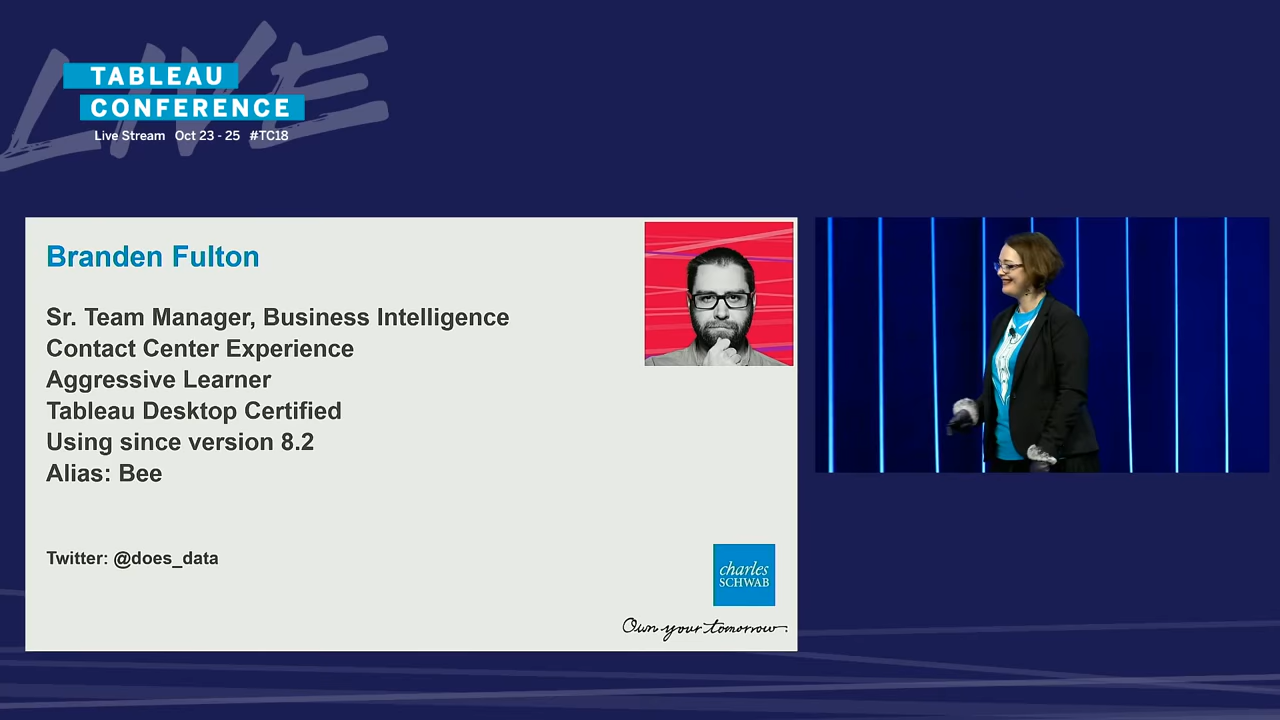 LIVE
TABLEAU
CONFERENCE
Live Stream Oct 23 - 25 #TC18
Branden Fulton
Sr. Team Manager, Business Intelligence
Contact Center Experience
Aggressive Learner
Tableau Desktop Certified
Using since version 8.2
Alias: Bee
Twitter: @does_data
charles
SCHWAB
Own your tomorrow.